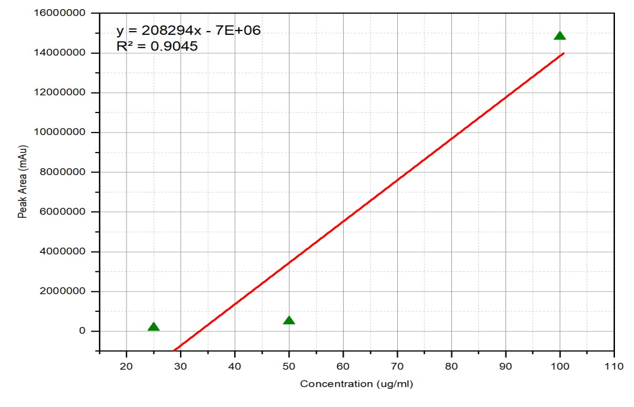 y = 208294x - 7E+06
R² = 0.9045
16000000
14000000
12000000
10000000
8000000
6000000
4000000
2000000
0
Peak Area (mAu)
20 30 40 50 60 70 80 90 100 110
Concentration (ug/ml)